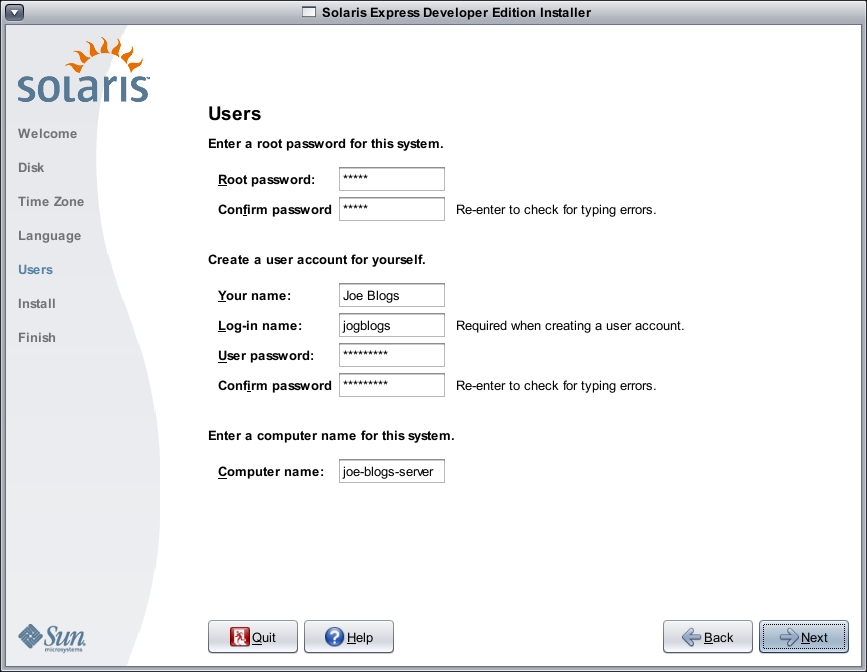 Solaris Express Developer Edition Installer
solaris™
Welcome
Disk
Time Zone
Language
Users
Install
Finish
Sun
microsystems
Users
Enter a root password for this system.
Root password: *****
Confirm password ***** Re-enter to check for typing errors.
Create a user account for yourself.
Your name: Joe Blogs
Log-in name: jogblogs Required when creating a user account.
User password: *********
Confirm password ********* Re-enter to check for typing errors.
Enter a computer name for this system.
Computer name: joe-blogs-server
Quit Help Back Next